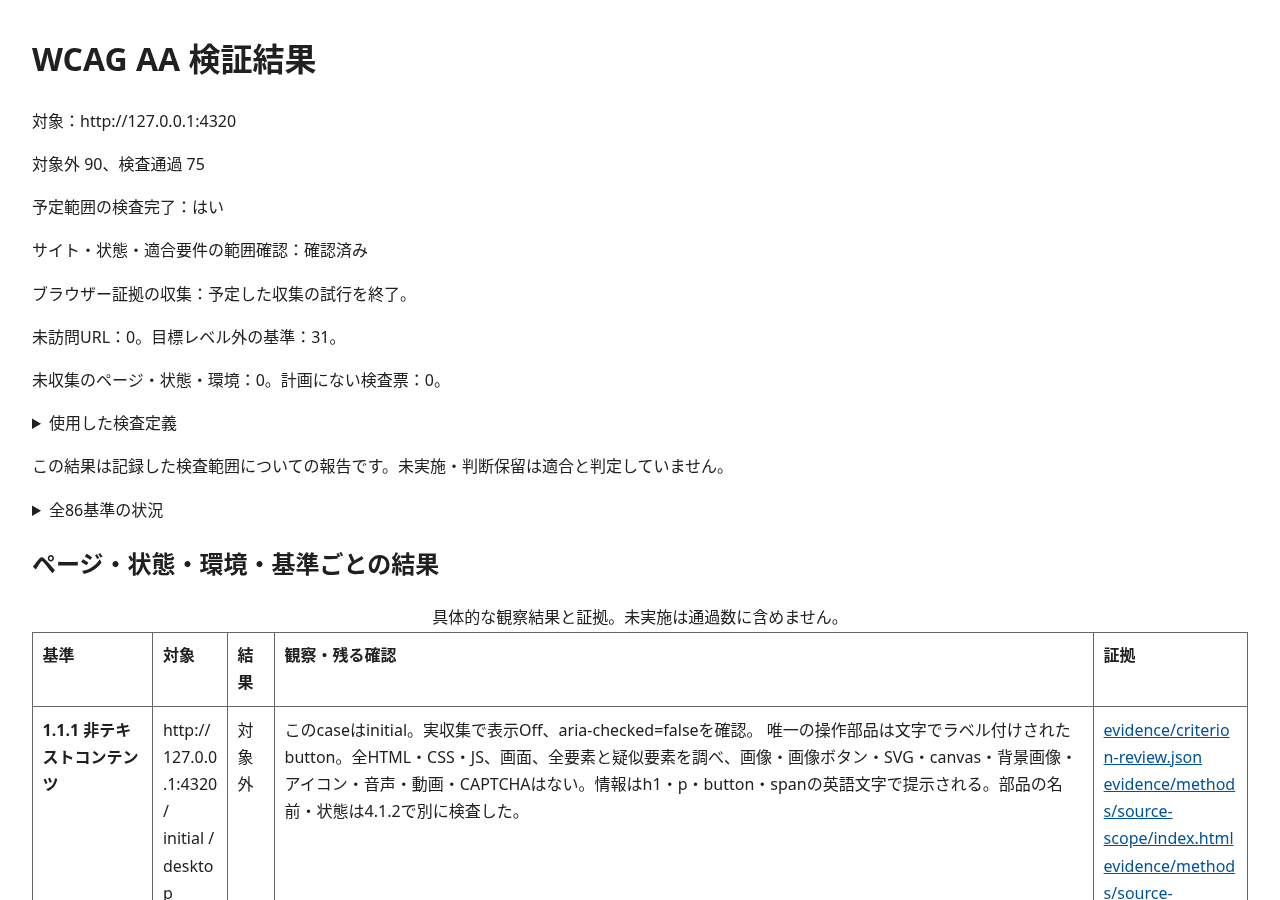 WCAG AA 検証結果
対象：http://127.0.0.1:4320
対象外 90、検査通過 75
予定範囲の検査完了：はい
サイト・状態・適合要件の範囲確認：確認済み
ブラウザー証拠の収集：予定した収集の試行を終了。
未訪問URL：0。目標レベル外の基準：31。
未収集のページ・状態・環境：0。計画にない検査票：0。
▶ 使用した検査定義
この結果は記録した検査範囲についての報告です。未実施・判断保留は適合と判定していません。
▶ 全86基準の状況
ページ・状態・環境・基準ごとの結果
具体的な観察結果と証拠。未実施は通過数に含めません。
基準
対象
結
果
観察・残る確認
証拠
1.1.1 非テキ
ストコンテン
ツ
http://
127.0.0
.1:4320
/
initial /
deskto
p
対
象
外
このcaseはinitial。実収集で表示Off、aria-checked=falseを確認。 唯一の操作部品は文字でラベル付けされた
button。全HTML・CSS・JS、画面、全要素と疑似要素を調べ、画像・画像ボタン・SVG・canvas・背景画像・
アイコン・音声・動画・CAPTCHAはない。情報はh1・p・button・spanの英語文字で提示される。部品の名
前・状態は4.1.2で別に検査した。
evidence/criterio
n-review.json
evidence/method
s/source-
scope/index.html
evidence/method
s/source-